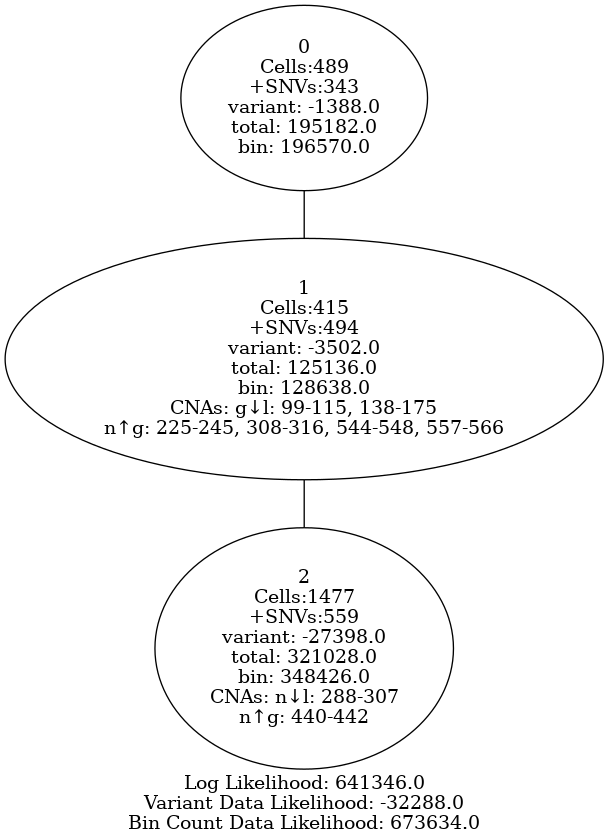 0
Cells:489
+SNVs:343
variant: -1388.0
total: 195182.0
bin: 196570.0
1
Cells:415
+SNVs:494
variant: -3502.0
total: 125136.0
bin: 128638.0
CNAs: g↓l: 99-115, 138-175
n↑g: 225-245, 308-316, 544-548, 557-566
2
Cells:1477
+SNVs:559
variant: -27398.0
total: 321028.0
bin: 348426.0
CNAs: n↓l: 288-307
n↑g: 440-442
Log Likelihood: 641346.0
Variant Data Likelihood: -32288.0
Bin Count Data Likelihood: 673634.0